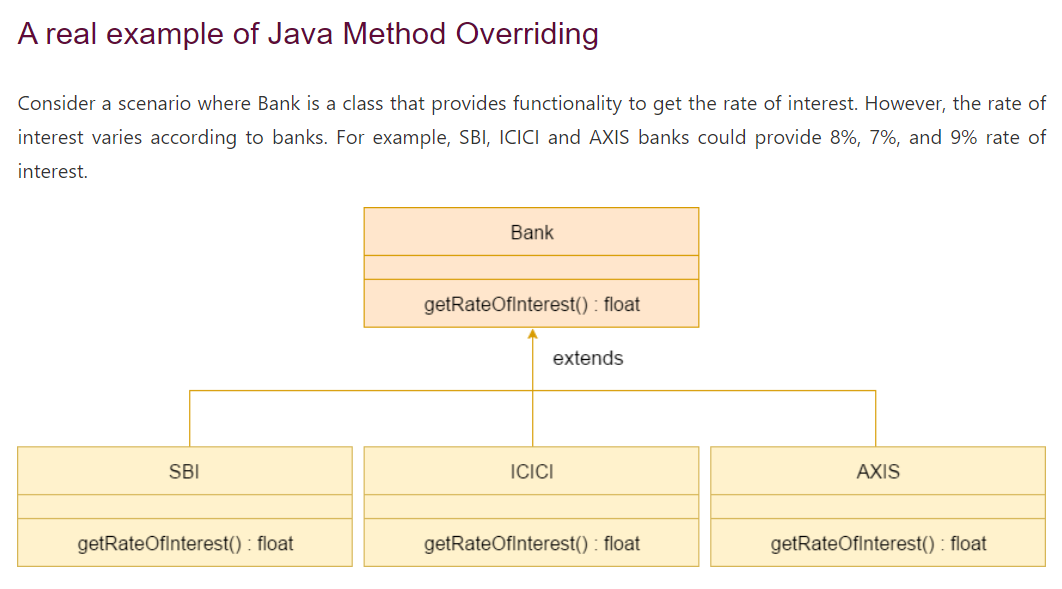 A real example of Java Method Overriding
Consider a scenario where Bank is a class that provides functionality to get the rate of interest. However, the rate of
interest varies according to banks. For example, SBI, ICICI and AXIS banks could provide 8%, 7%, and 9% rate of
interest.
Bank
getRateOfInterest() : float
extends
SBI
getRateOfInterest() : float
ICICI
getRateOfInterest() : float
AXIS
getRateOfInterest() : float